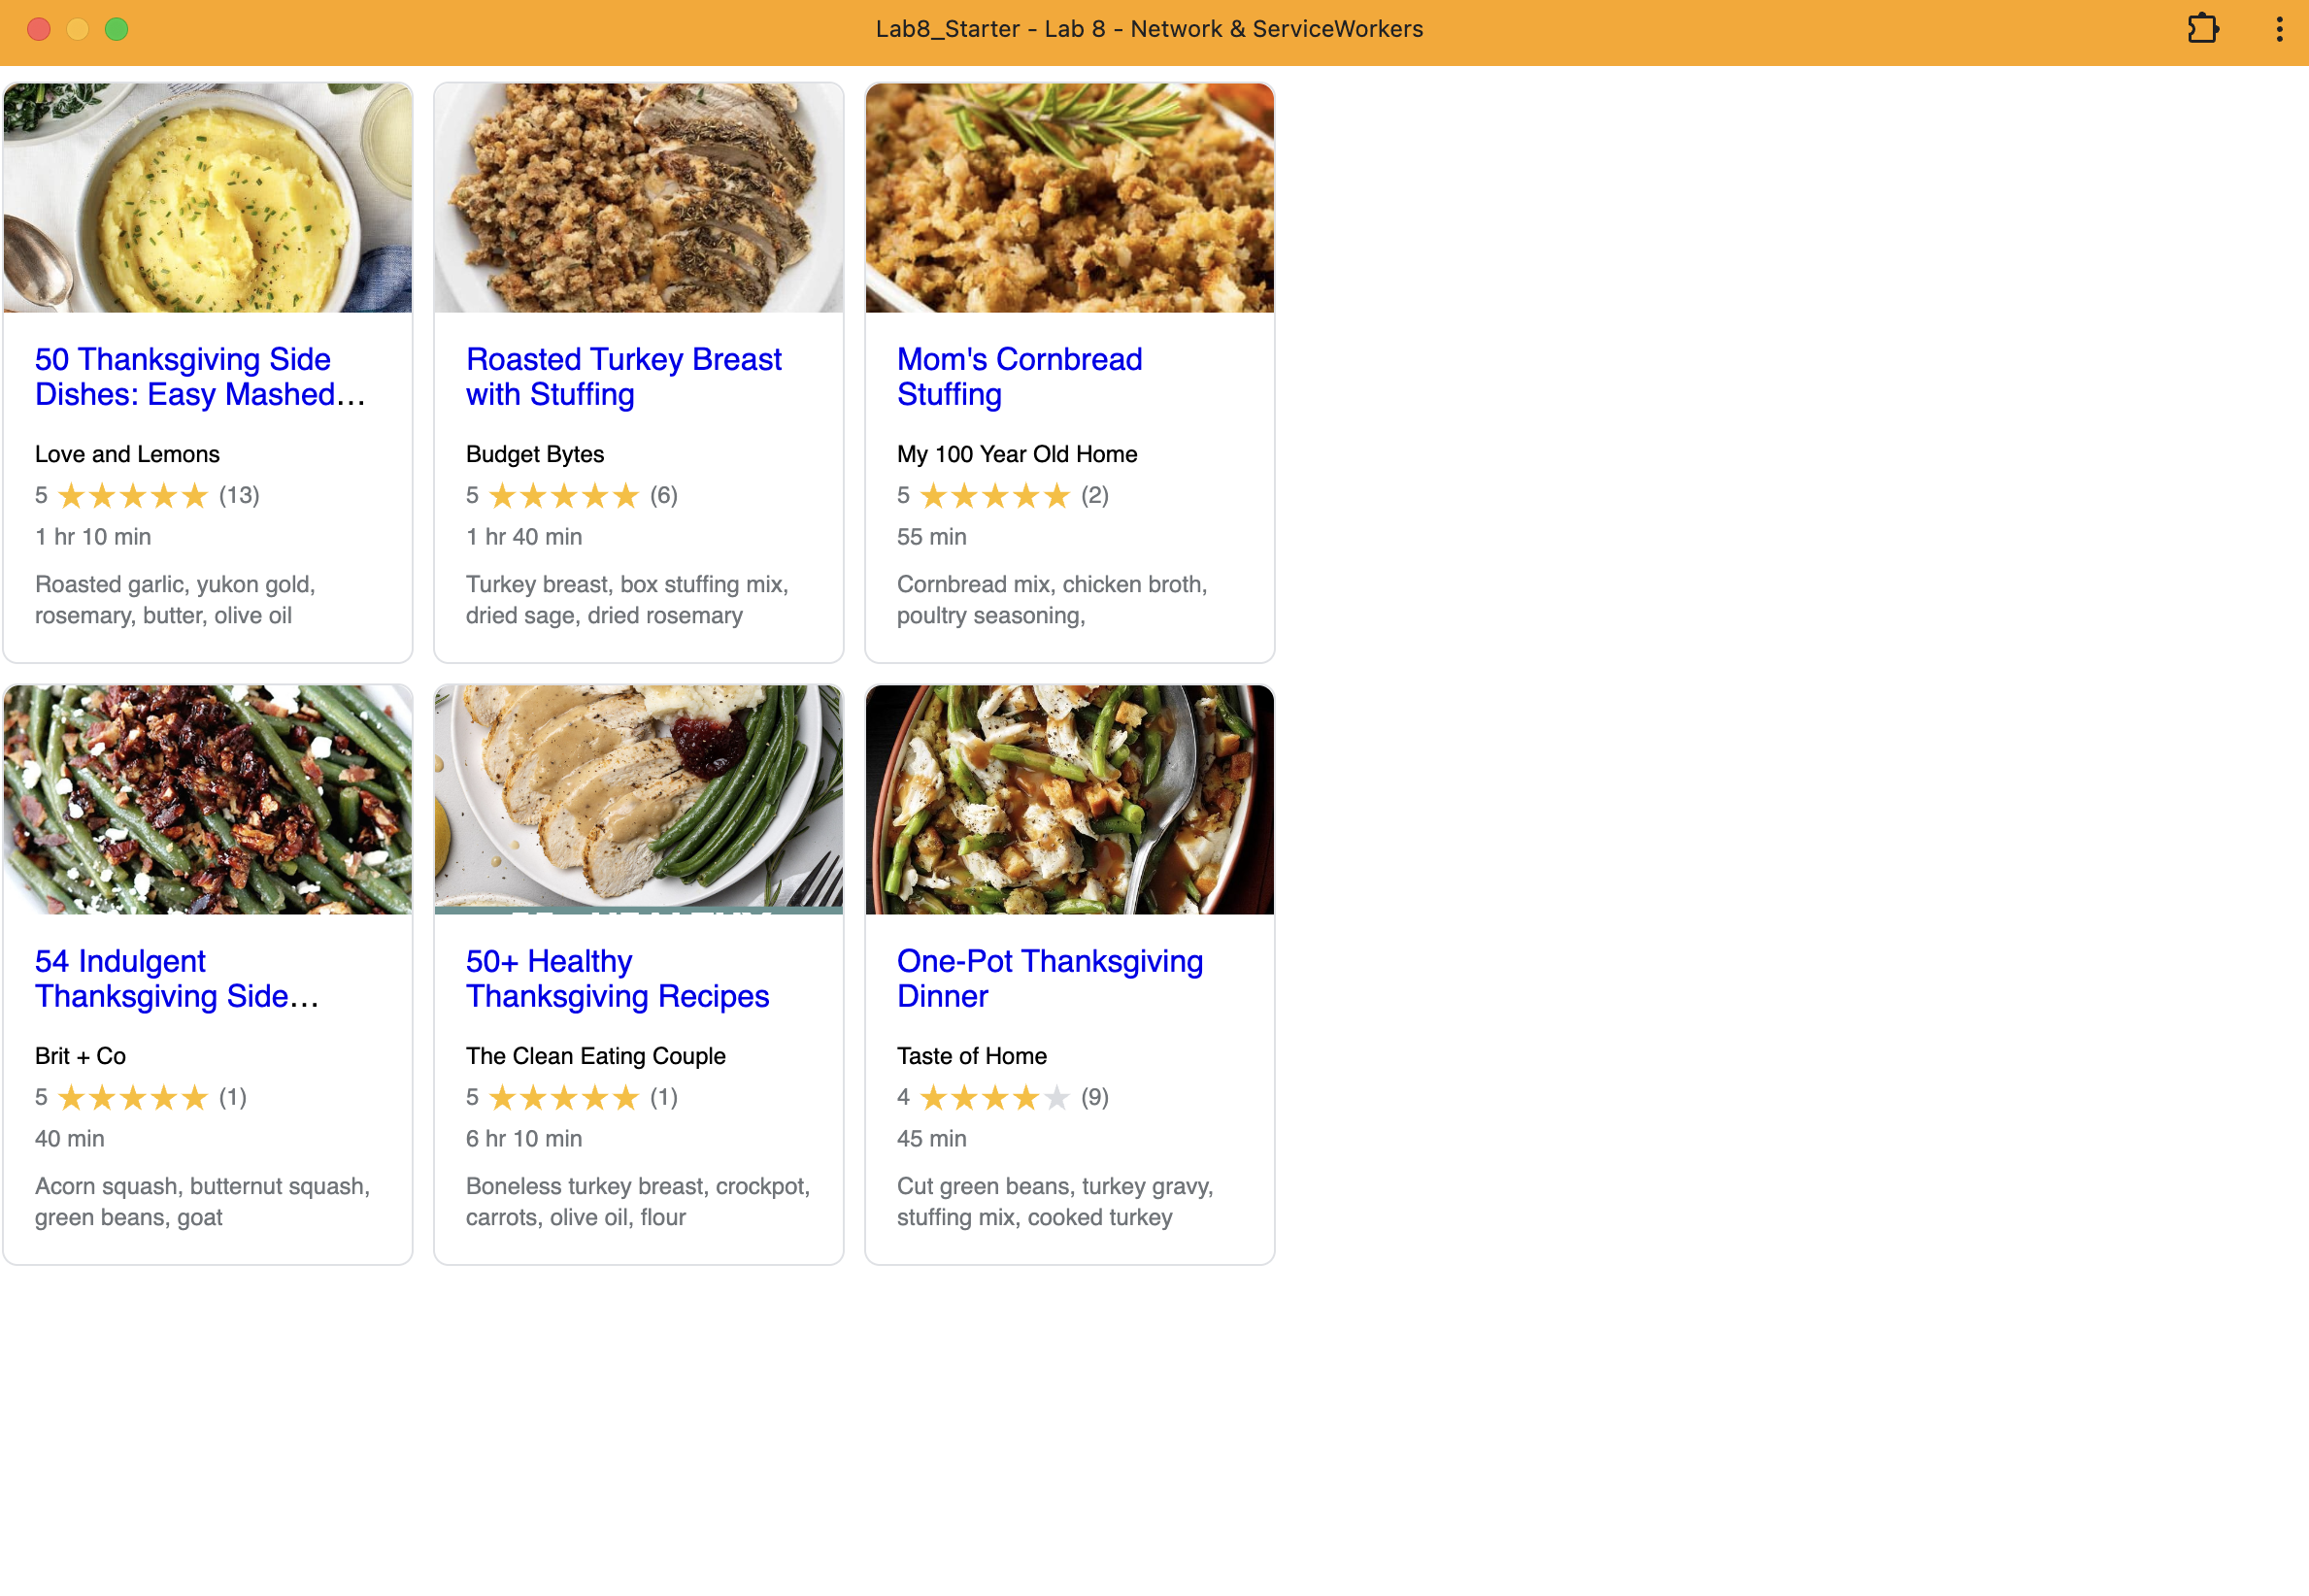 Lab8_Starter - Lab 8 - Network & ServiceWorkers
50 Thanksgiving Side
Dishes: Easy Mashed...
Love and Lemons
5 ★★★★★ (13)
1 hr 10 min
Roasted garlic, yukon gold,
rosemary, butter, olive oil
Roasted Turkey Breast
with Stuffing
Budget Bytes
5 ★★★★★ (6)
1 hr 40 min
Turkey breast, box stuffing mix,
dried sage, dried rosemary
Mom's Cornbread
Stuffing
My 100 Year Old Home
5 ★★★★★ (2)
55 min
Cornbread mix, chicken broth,
poultry seasoning,
54 Indulgent
Thanksgiving Side...
Brit + Co
5 ★★★★★ (1)
40 min
Acorn squash, butternut squash,
green beans, goat
50+ Healthy
Thanksgiving Recipes
The Clean Eating Couple
5 ★★★★★ (1)
6 hr 10 min
Boneless turkey breast, crockpot,
carrots, olive oil, flour
One-Pot Thanksgiving
Dinner
Taste of Home
4 ★★★★★ (9)
45 min
Cut green beans, turkey gravy,
stuffing mix, cooked turkey